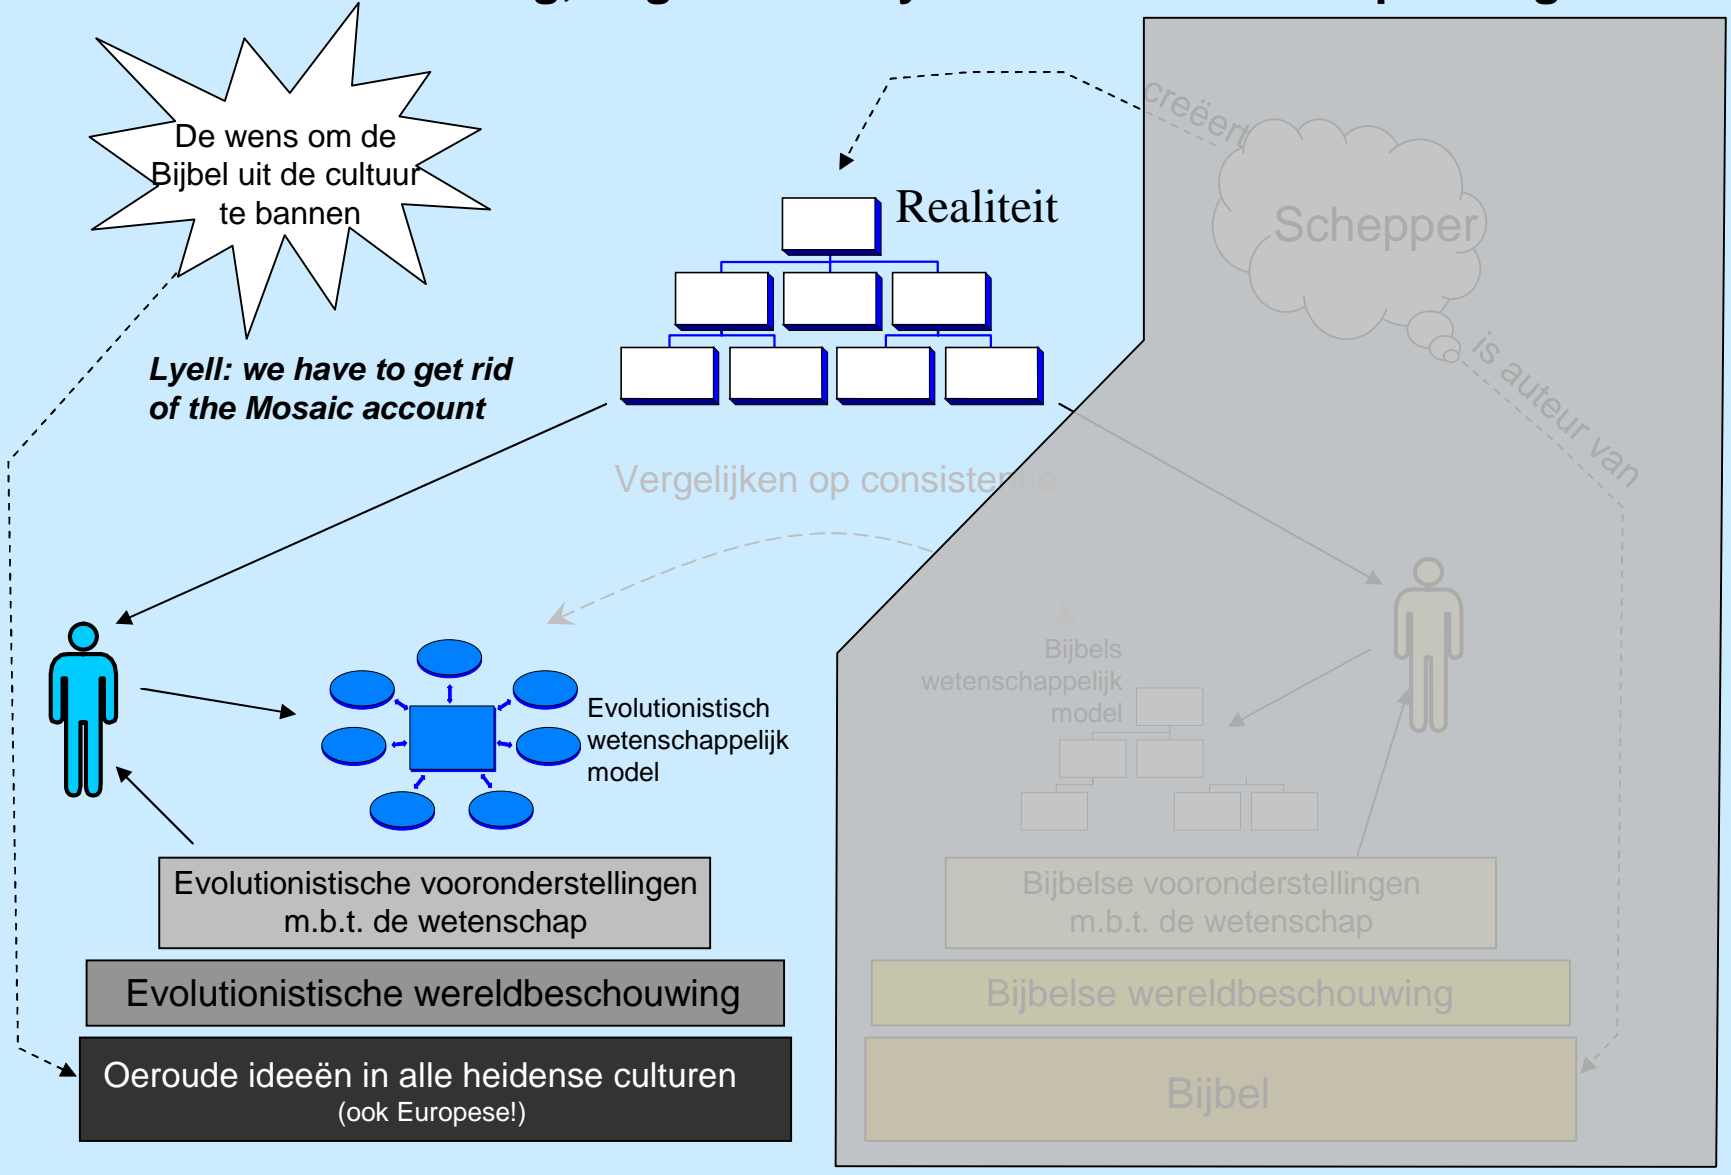 De wens om de
Bijbel uit de cultuur
te bannen
creëert
Realiteit
Schepper
Lyell: we have to get rid
of the Mosaic account
is auteur van
Vergelijken op consistentie
Bijbels
wetenschappelijk
model
Evolutionistisch
wetenschappelijk
model
Evolutionistische vooronderstellingen
m.b.t. de wetenschap
Bijbelse vooronderstellingen
m.b.t. de wetenschap
Evolutionistische wereldbeschouwing
Bijbelse wereldbeschouwing
Oeroude ideeën in alle heidense culturen
(ook Europese!)
Bijbel